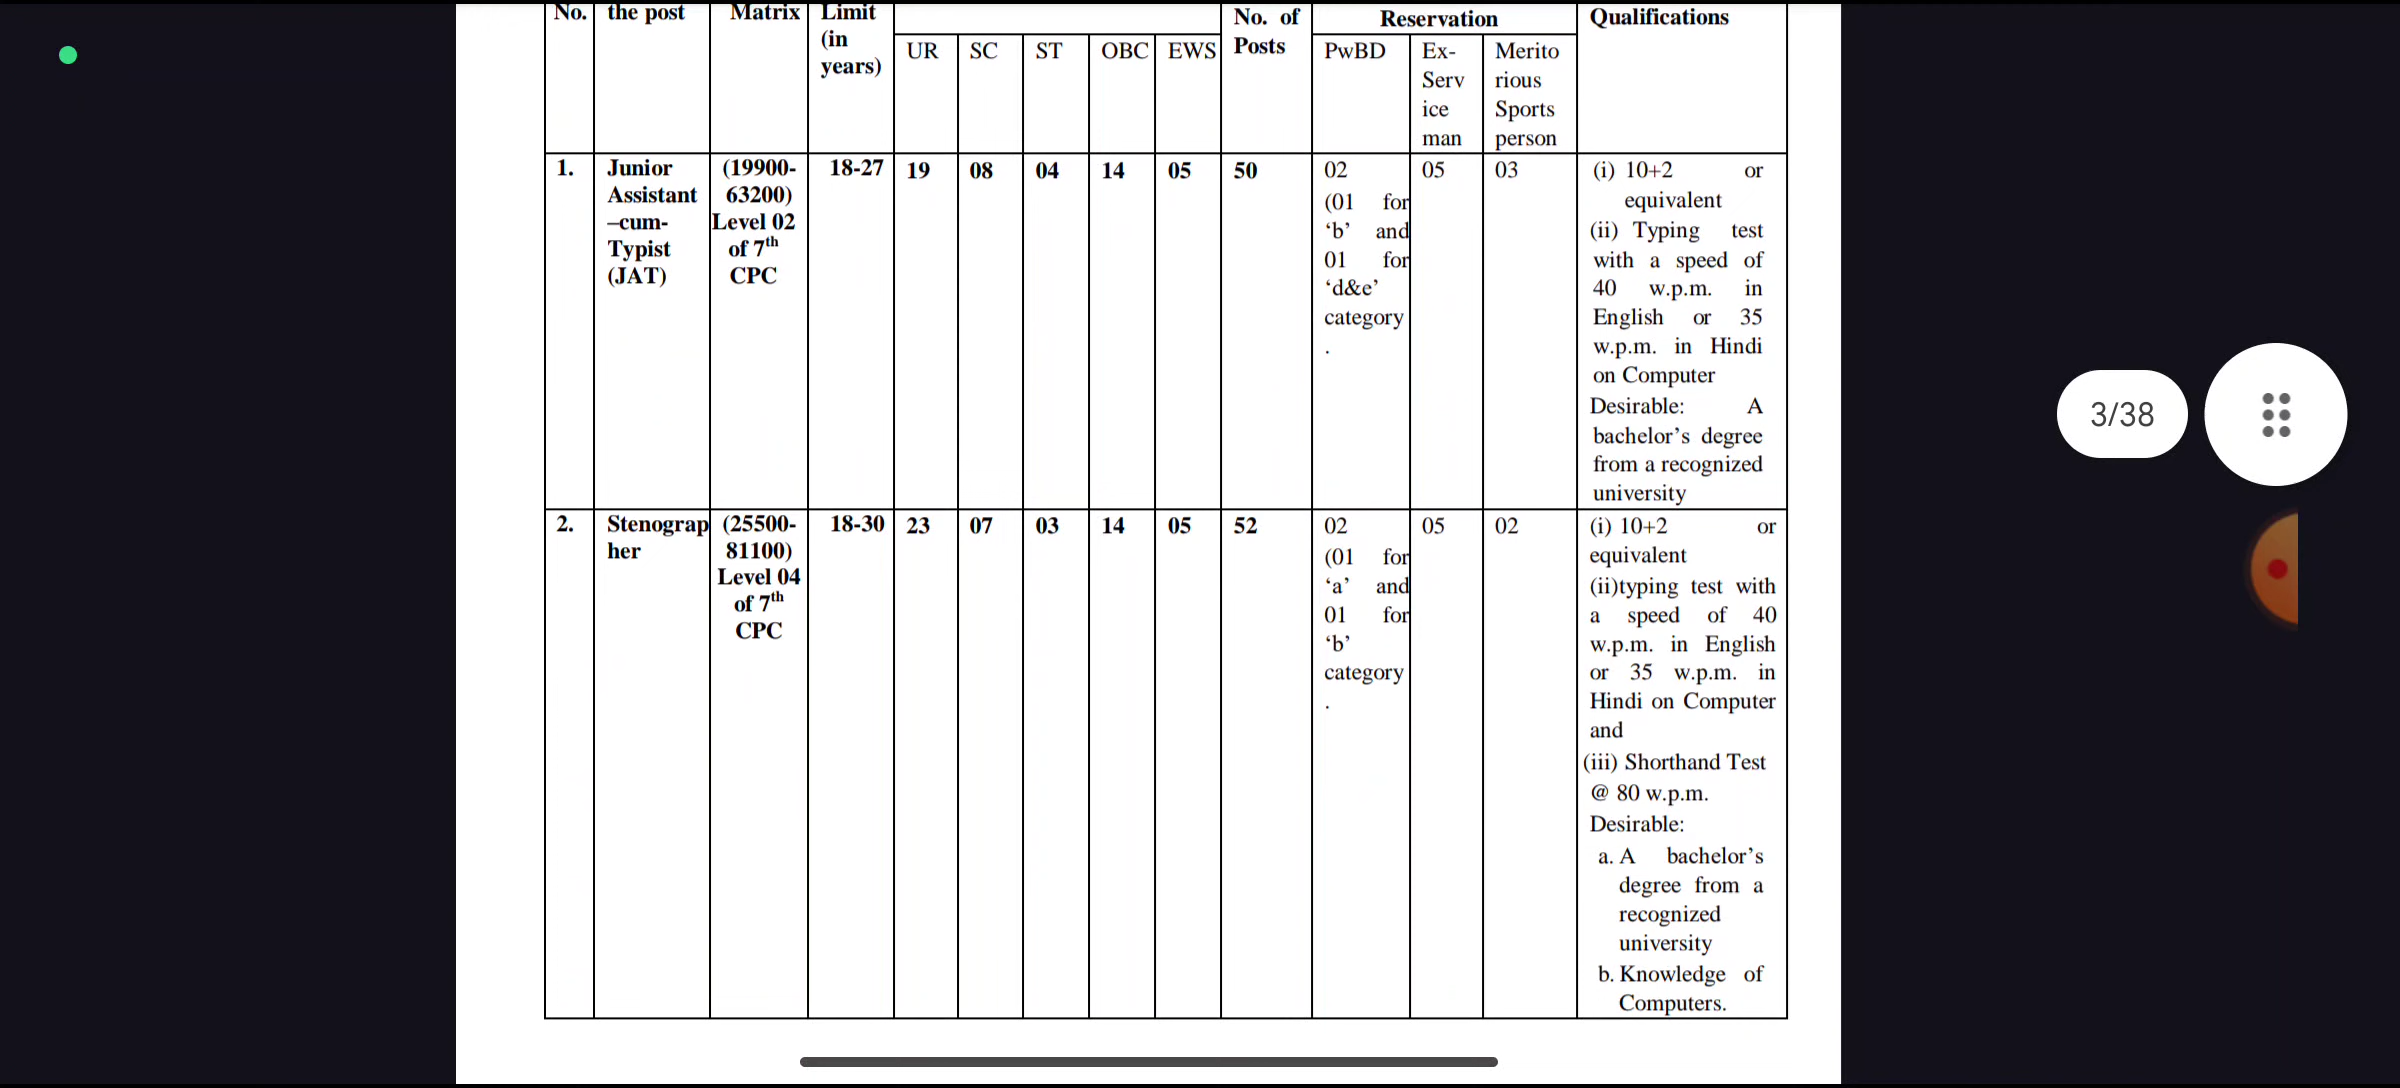 No. the post Matrix Limit (in years) No. of Posts Reservation Qualifications
UR SC ST OBC EWS PwBD Ex-Serv ice man Merito rious Sports person
1. Junior Assistant –cum- Typist (JAT) (19900- 63200) Level 02 of 7th CPC 18-27 19 08 04 14 05 50
02
(01 for
‘b’ and
01 for
‘d&e’
category
.
05 03
(i) 10+2 or
equivalent
(ii) Typing test
with a speed of
40 w.p.m. in
English or 35
w.p.m. in Hindi
on Computer
Desirable: A
bachelor’s degree
from a recognized
university
2. Stenograp her (25500- 81100) Level 04 of 7th CPC 18-30 23 07 03 14 05 52
02
(01 for
‘a’ and
01 for
‘b’
category
.
05 02
(i) 10+2 or
equivalent
(ii)typing test with
a speed of 40
w.p.m. in English
or 35 w.p.m. in
Hindi on Computer
and
(iii) Shorthand Test
@ 80 w.p.m.
Desirable:
a. A bachelor’s
degree from a
recognized
university
b. Knowledge of
Computers.
3/38